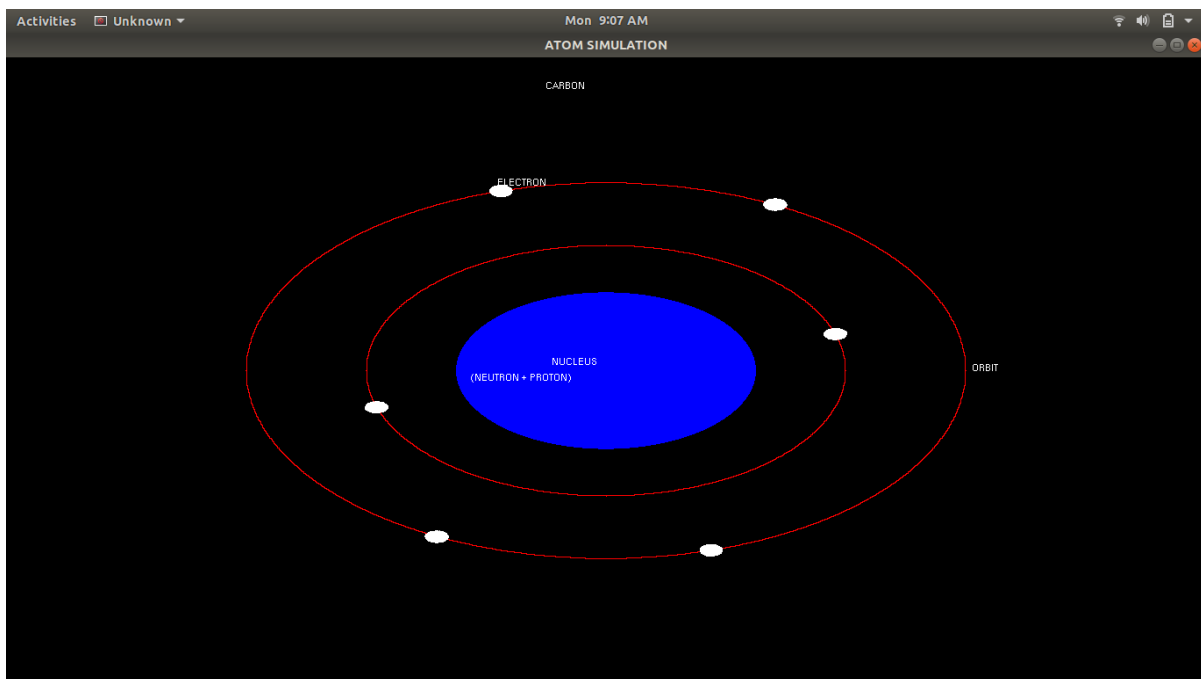 Activities Unknown Mon 9:07 AM
ATOM SIMULATION
CARBON
ELECTRON
NUCLEUS
(NEUTRON + PROTON)
ORBIT